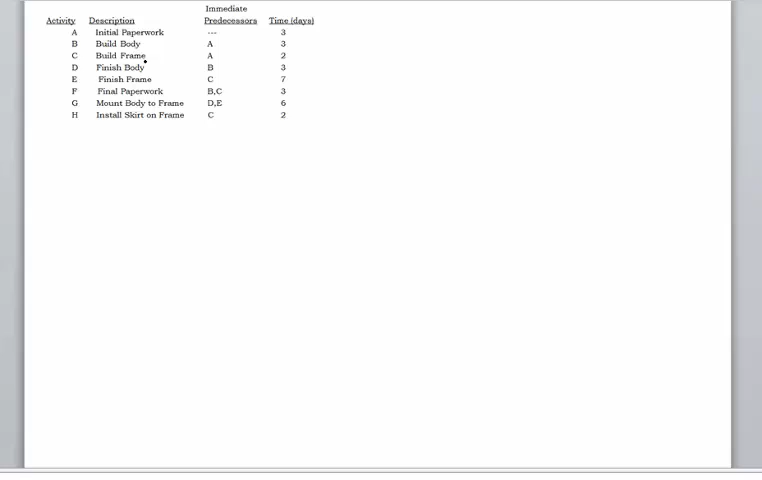 Immediate
Activity Description Predecessors Time (days)
A Initial Paperwork --- 3
B Build Body A 3
C Build Frame A 2
D Finish Body B 3
E Finish Frame C 7
F Final Paperwork B,C 3
G Mount Body to Frame D,E 6
H Install Skirt on Frame C 2